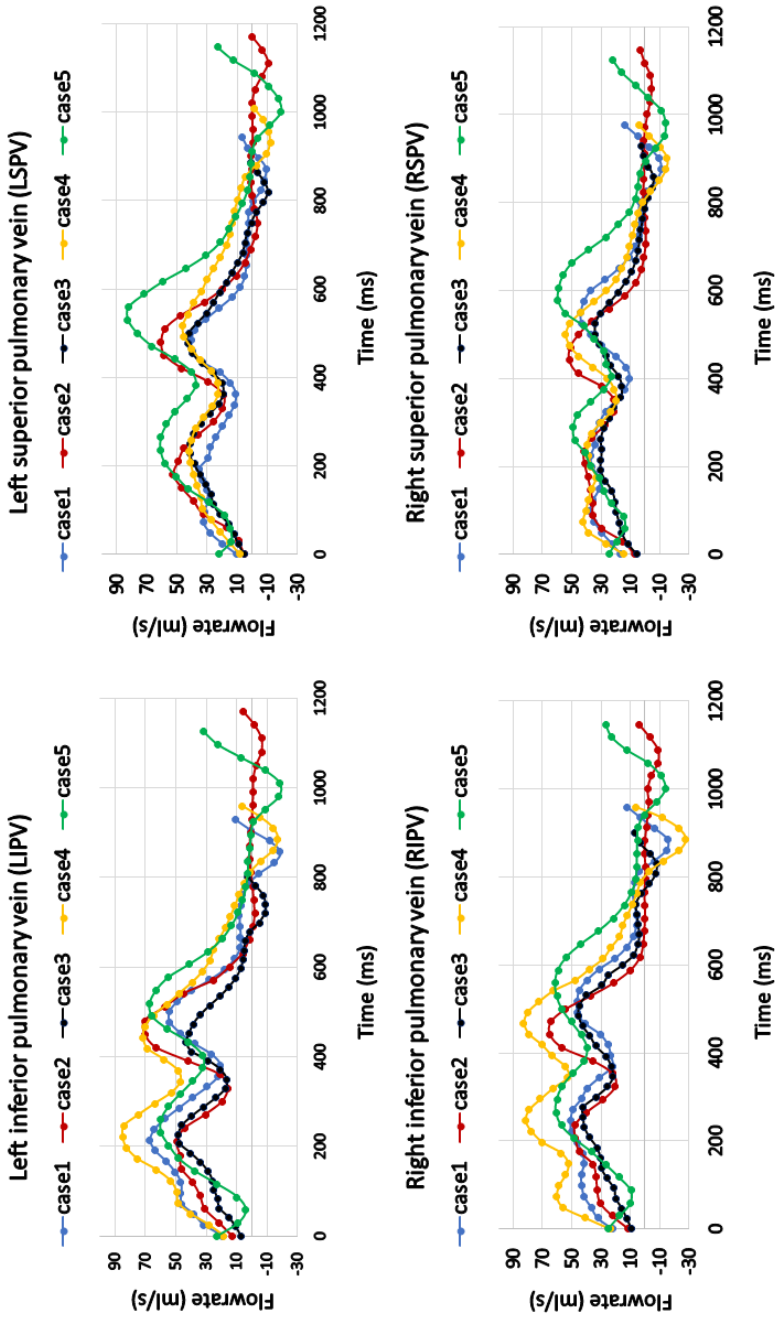 Left inferior pulmonary vein (LIPV)
case1 case2 case3 case4 case5
Flowrate (ml/s)
90
70
50
30
10
-10
-30
0 200 400 600 800 1000 1200
Time (ms)
Left superior pulmonary vein (LSPV)
case1 case2 case3 case4 case5
Flowrate (ml/s)
90
70
50
30
10
-10
-30
0 200 400 600 800 1000 1200
Time (ms)
Right inferior pulmonary vein (RIPV)
case1 case2 case3 case4 case5
Flowrate (ml/s)
90
70
50
30
10
-10
-30
0 200 400 600 800 1000 1200
Time (ms)
Right superior pulmonary vein (RSPV)
case1 case2 case3 case4 case5
Flowrate (ml/s)
90
70
50
30
10
-10
-30
0 200 400 600 800 1000 1200
Time (ms)